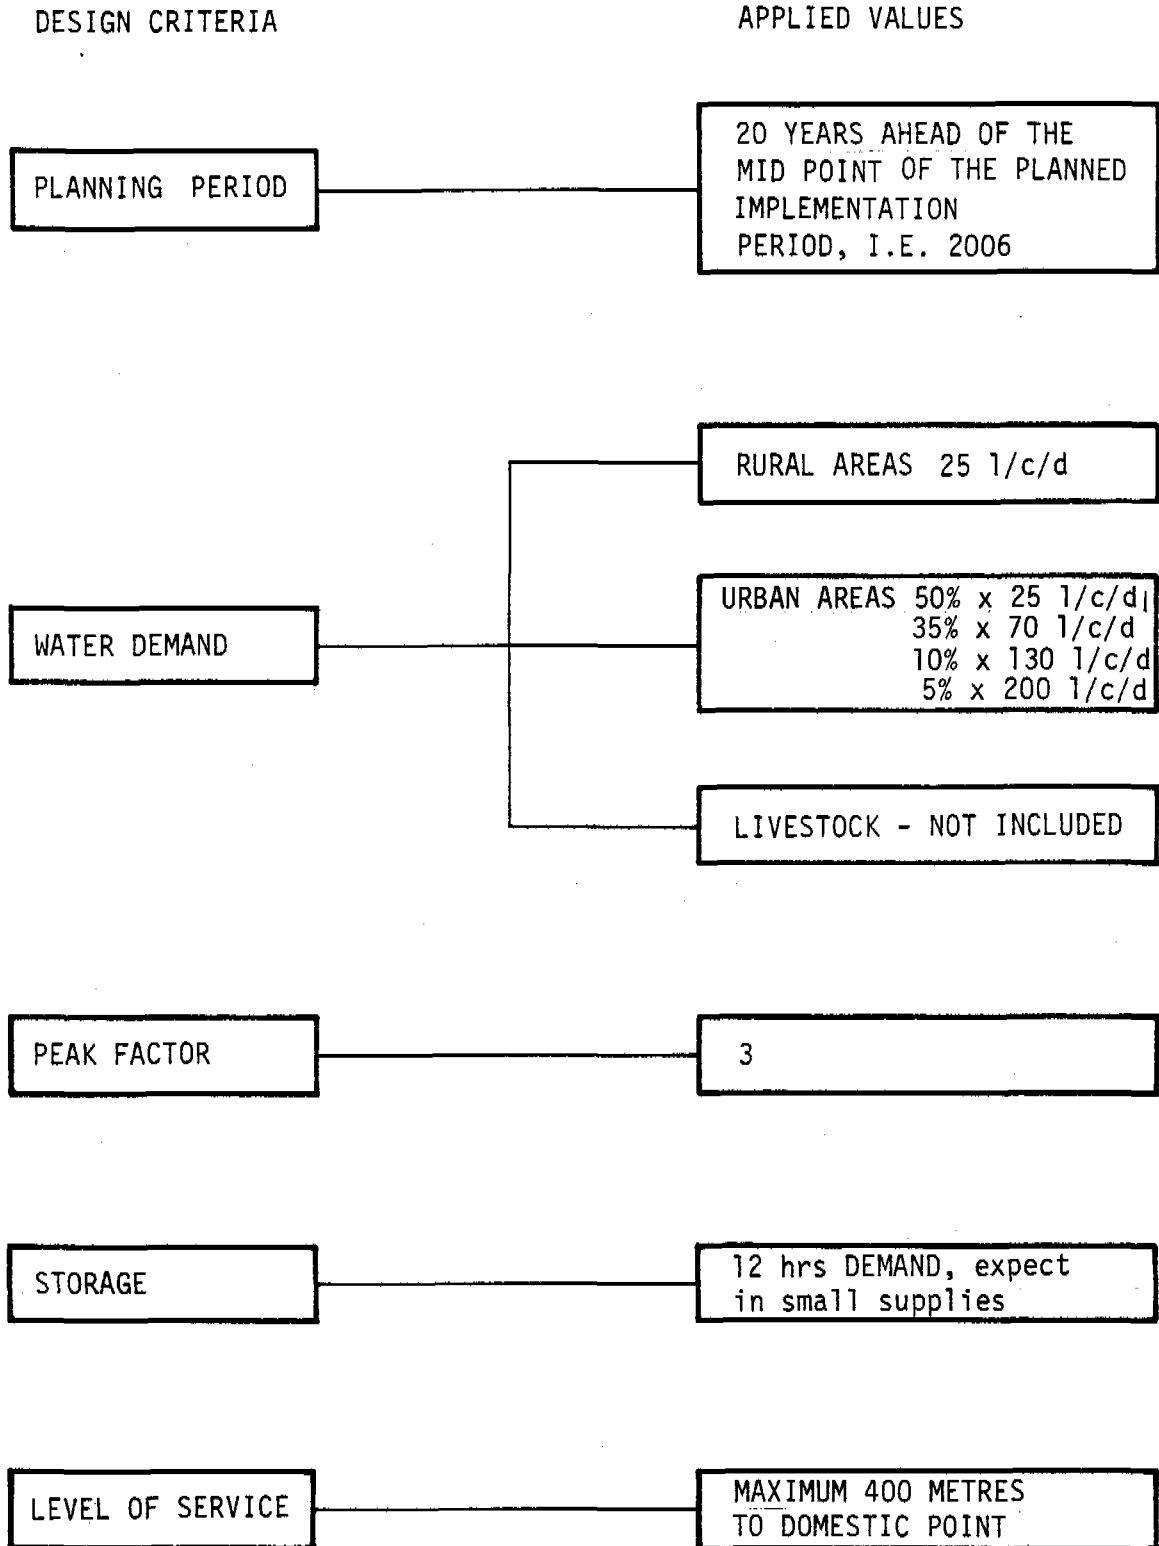 DESIGN CRITERIA
APPLIED VALUES
PLANNING PERIOD
20 YEARS AHEAD OF THE
MID POINT OF THE PLANNED
IMPLEMENTATION
PERIOD, I.E. 2006
WATER DEMAND
RURAL AREAS 25 l/c/d
URBAN AREAS 50% x 25 l/c/d
35% x 70 l/c/d
10% x 130 l/c/d
5% x 200 l/c/d
LIVESTOCK - NOT INCLUDED
PEAK FACTOR
3
STORAGE
12 hrs DEMAND, expect
in small supplies
LEVEL OF SERVICE
MAXIMUM 400 METRES
TO DOMESTIC POINT